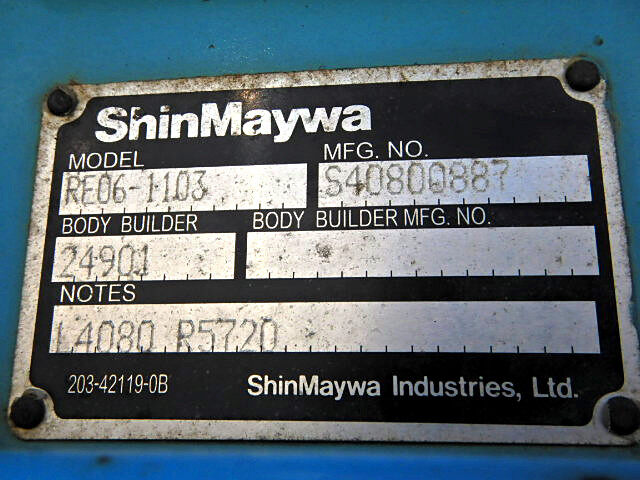 ShinMaywa
MODEL MFG. NO.
RE06-1103 S40800887
BODY BUILDER BODY BUILDER MFG. NO.
24901
NOTES
L4080 R5720
203-42119-0B ShinMaywa Industries, Ltd.